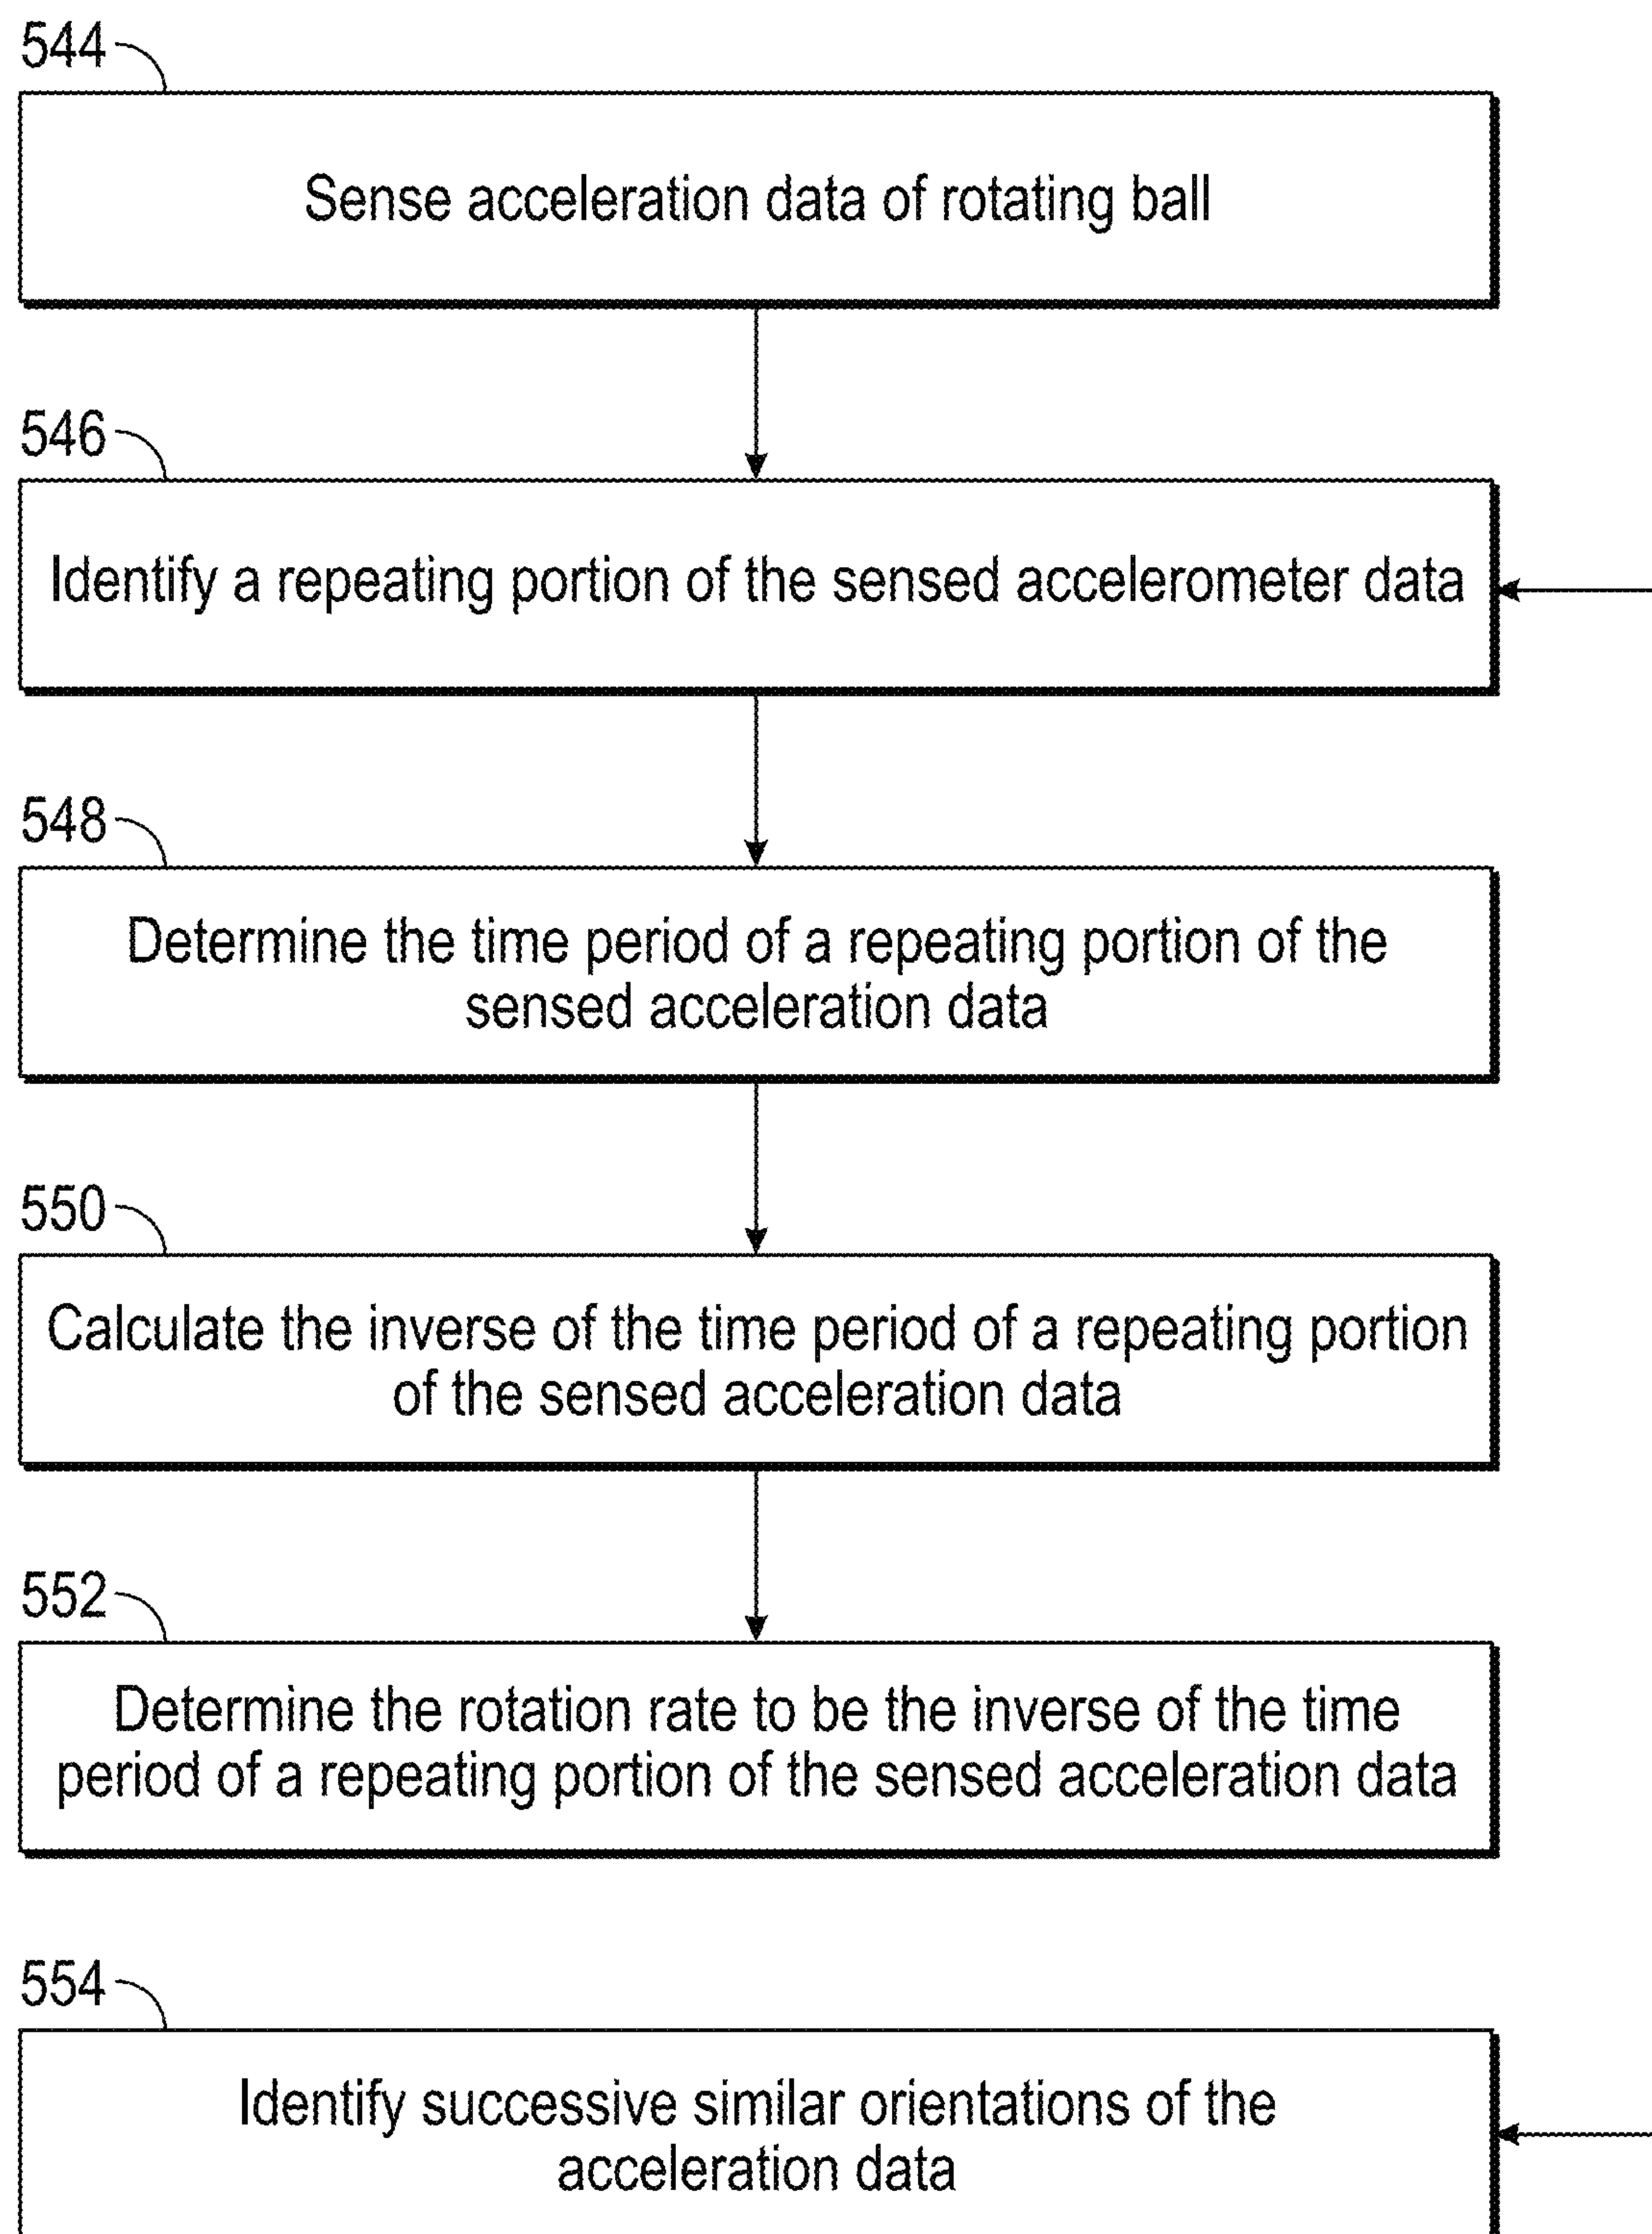 544
Sense acceleration data of rotating ball
546
Identify a repeating portion of the sensed accelerometer data
548
Determine the time period of a repeating portion of the
sensed acceleration data
550
Calculate the inverse of the time period of a repeating portion
of the sensed acceleration data
552
Determine the rotation rate to be the inverse of the time
period of a repeating portion of the sensed acceleration data
554
Identify successive similar orientations of the
acceleration data